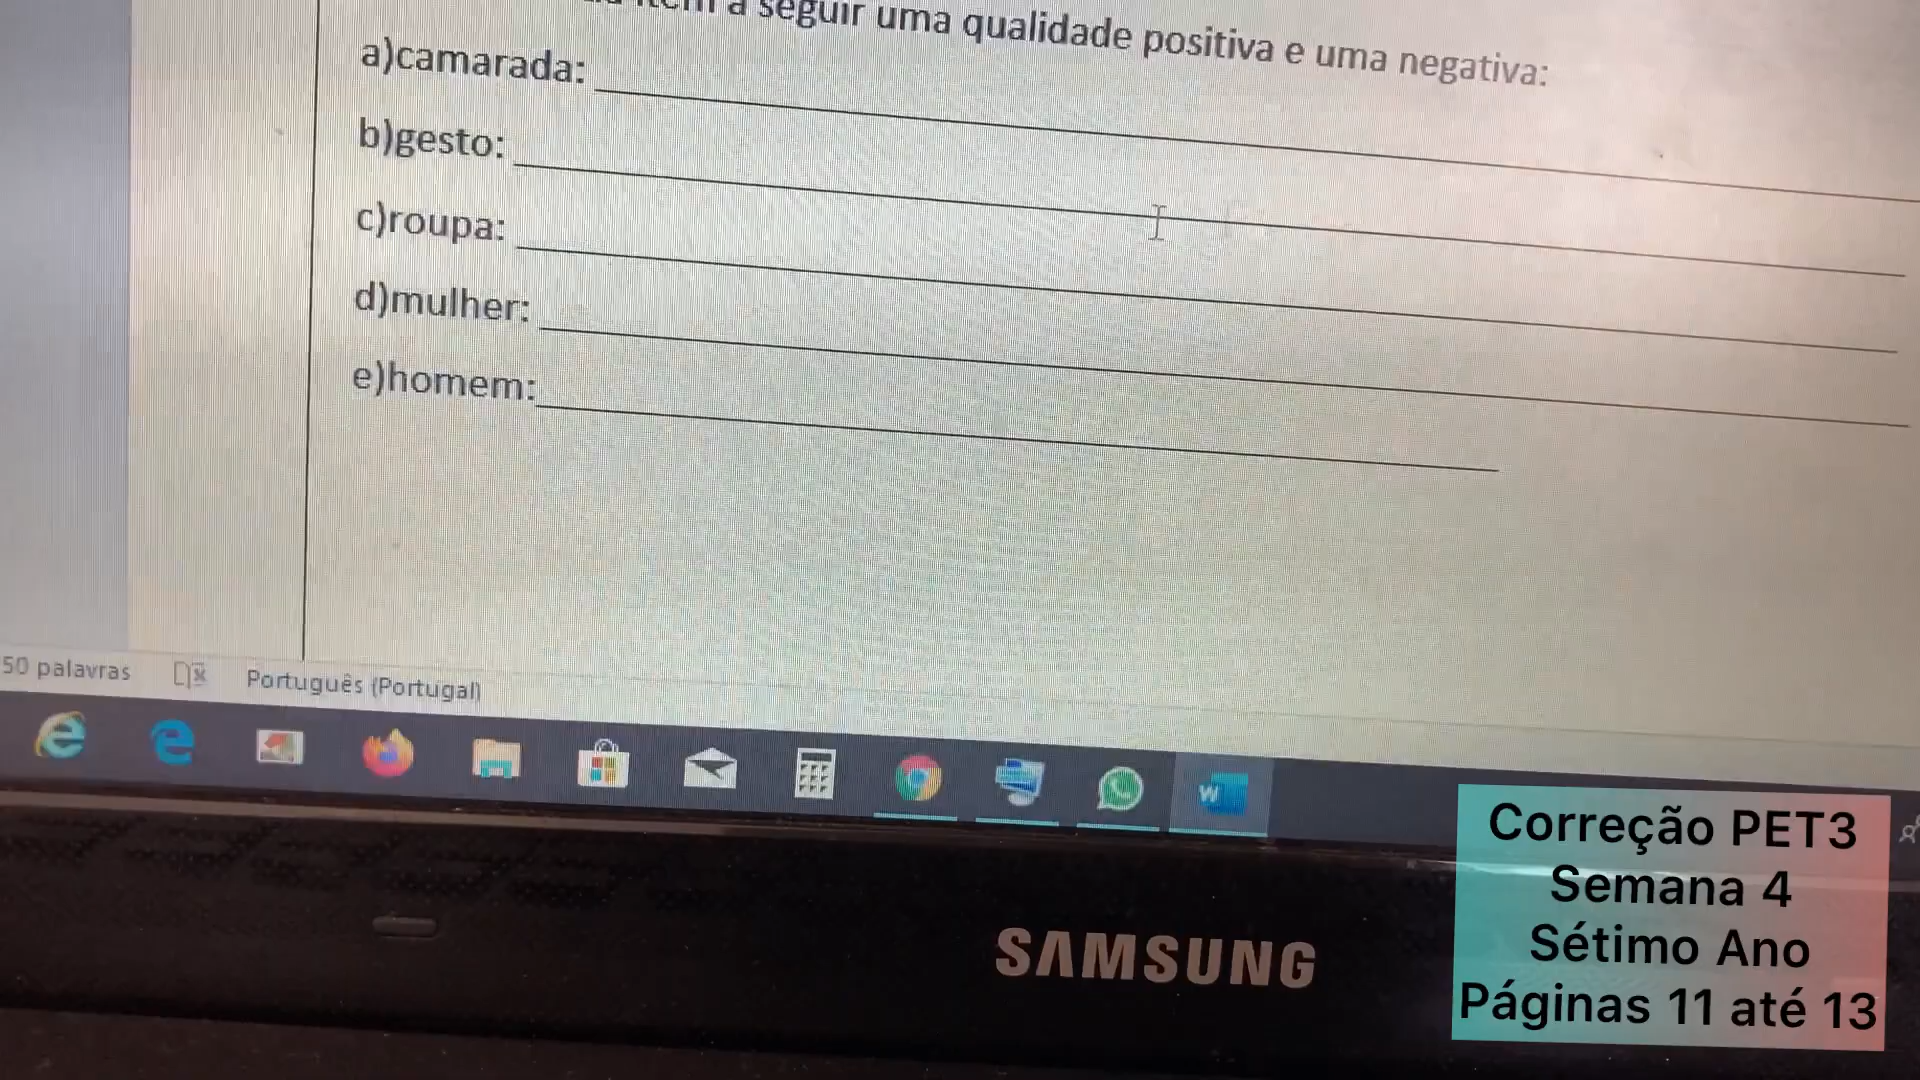 a seguir uma qualidade positiva e uma negativa:
a)camarada:
b)gesto:
c)roupa:
d)mulher:
e)homem:
50 palavras
Português (Portugal)
SAMSUNG
Correção PET3
Semana 4
Sétimo Ano
Páginas 11 até 13